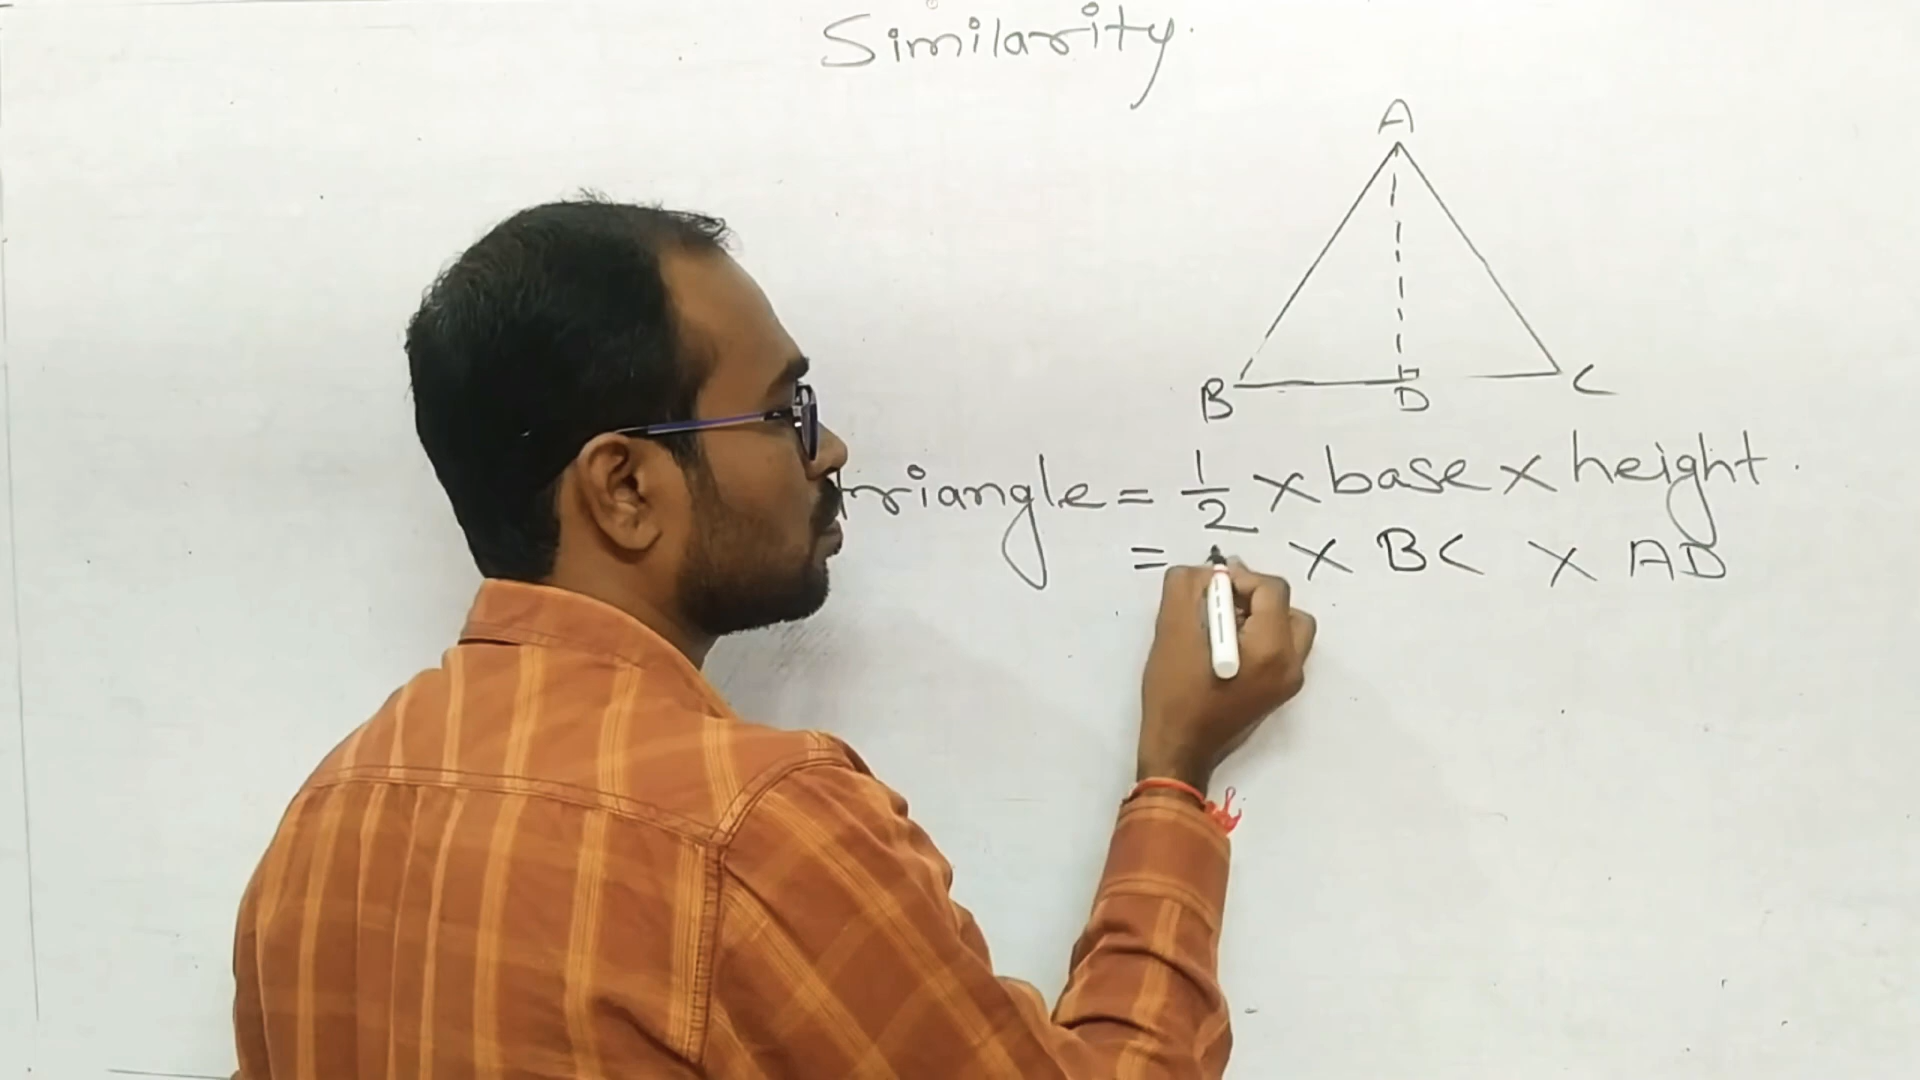 Similarity.
A
B D C
triangle = 1/2 × base × height.
= × BC × AD